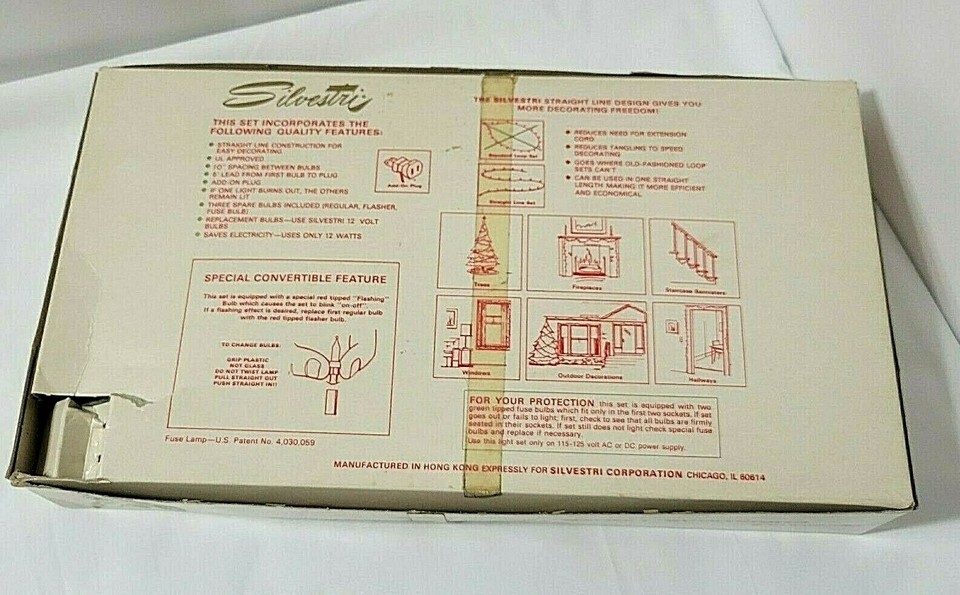 Silvestri
THIS SET INCORPORATES THE
FOLLOWING QUALITY FEATURES:
STRAIGHT LINE CONSTRUCTION FOR
EASY DECORATING
UL APPROVED
10" SPACING BETWEEN BULBS
LEAD FROM FIRST BULB TO PLUG
ADD-ON PLUG
IF ONE LIGHT BURNS OUT, THE OTHERS
REMAIN LIT
THREE SPARE BULBS INCLUDED (REGULAR, FLASHER,
FUSE BULB)
REPLACEMENT BULBS—USE SILVESTRI 12 VOLT
BULBS
SAVES ELECTRICITY—USES ONLY 12 WATTS
Add-On Plug
SPECIAL CONVERTIBLE FEATURE
This set is equipped with a special red tipped "Flashing"
Bulb which causes the set to blink "on-off".
If a flashing effect is desired, replace first regular bulb
with the red tipped flasher bulb.
TO CHANGE BULBS:
GRIP PLASTIC
NOT GLASS
DO NOT TWIST LAMP
PULL STRAIGHT OUT
PUSH STRAIGHT IN!!
Fuse Lamp—U.S. Patent No. 4,030,059
THE SILVESTRI STRAIGHT LINE DESIGN GIVES YOU
MORE DECORATING FREEDOM!
Standard Loop Set
Straight Line Set
REDUCES NEED FOR EXTENSION
CORD
REDUCES TANGLING TO SPEED
DECORATING
GOES WHERE OLD-FASHIONED LOOP
SETS CAN'T
CAN BE USED IN ONE STRAIGHT
LENGTH MAKING IT MORE EFFICIENT
AND ECONOMICAL
Trees
Fireplaces
Staircase Bannisters
Windows
Outdoor Decorations
Hallways
FOR YOUR PROTECTION this set is equipped with two
green tipped fuse bulbs which fit only in the first two sockets. If set
goes out or fails to light; first, check to see that all bulbs are firmly
seated in their sockets. If set still does not light check special fuse
bulbs and replace if necessary.
Use this light set only on 115-125 volt AC or DC power supply.
MANUFACTURED IN HONG KONG EXPRESSLY FOR SILVESTRI CORPORATION CHICAGO, IL 60614